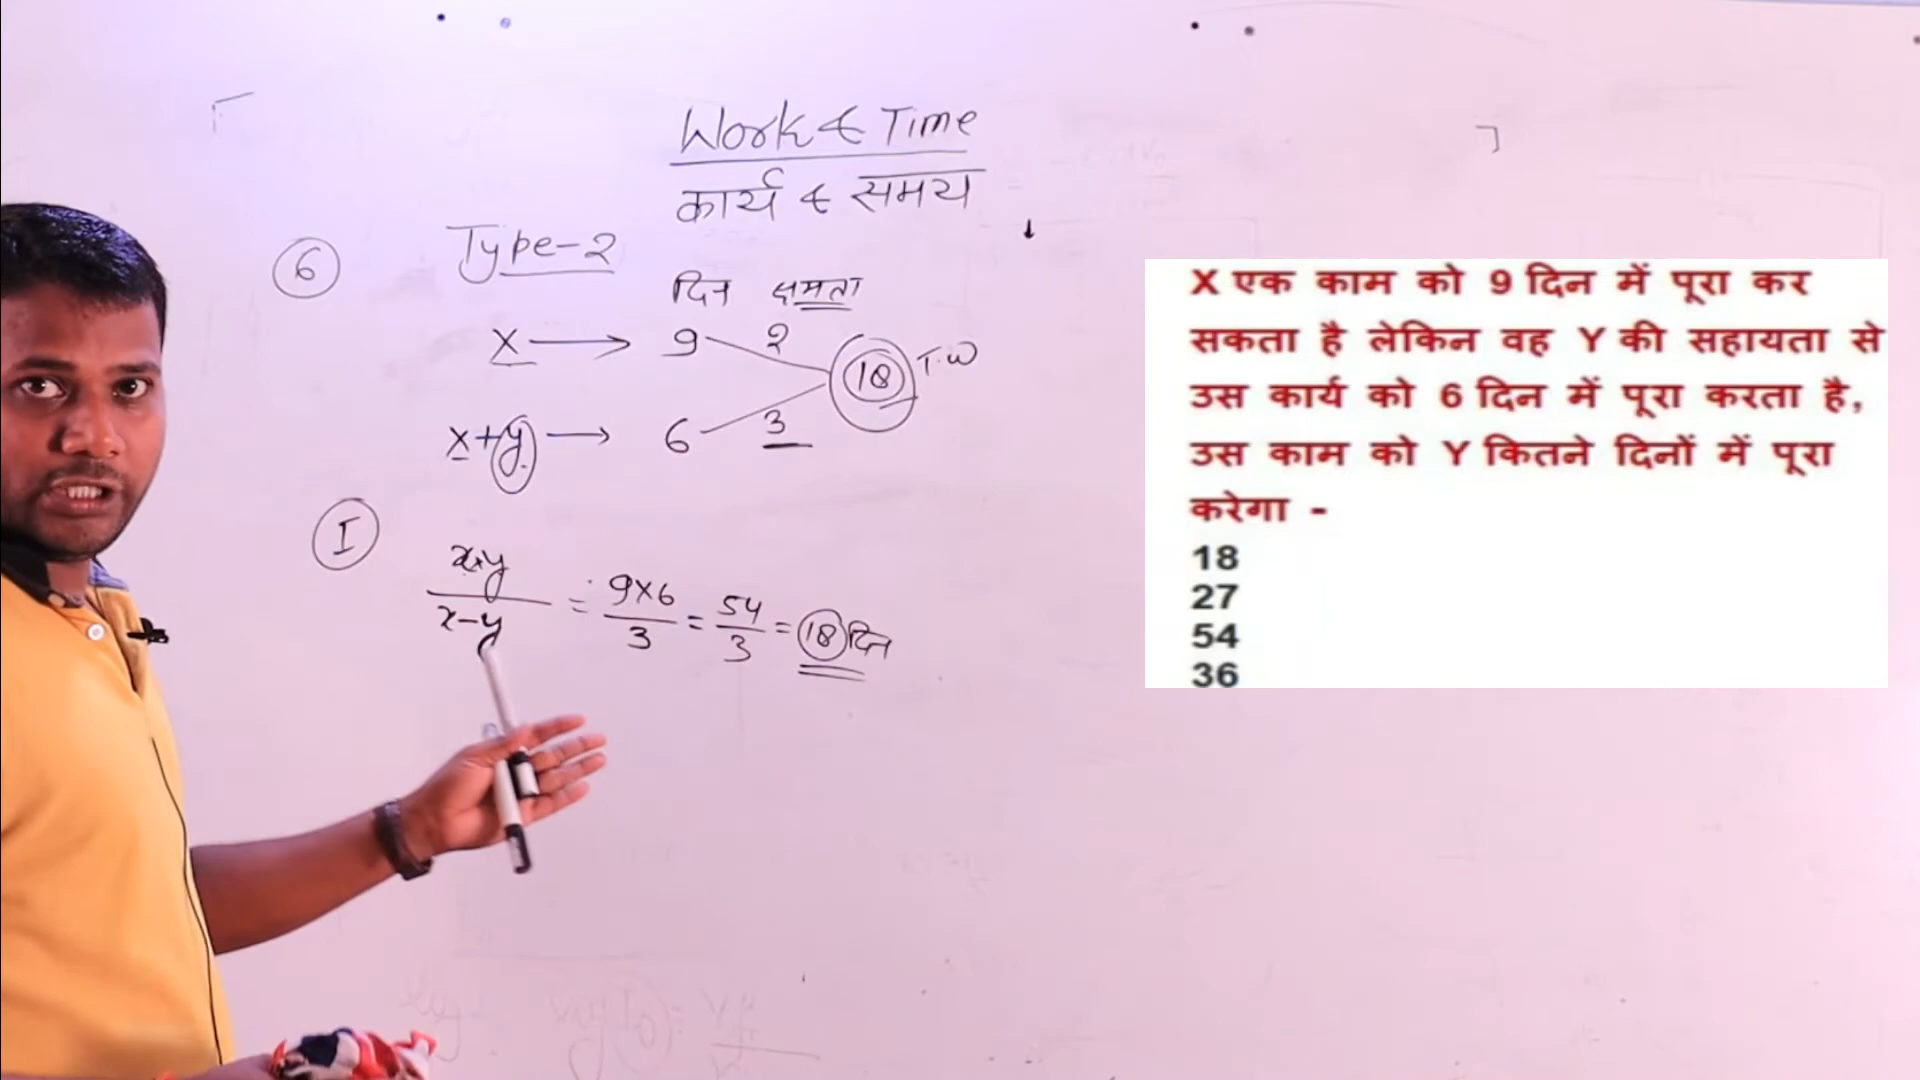 Work & Time
कार्य & समय
6
Type-2
दिन क्षमता
X → 9 2
18 T.W
x+y → 6 3
I
x×y / x-y = 9×6 / 3 = 54 / 3 = 18 दिन
X एक काम को 9 दिन में पूरा कर
सकता है लेकिन वह Y की सहायता से
उस कार्य को 6 दिन में पूरा करता है,
उस काम को Y कितने दिनों में पूरा
करेगा -
18
27
54
36